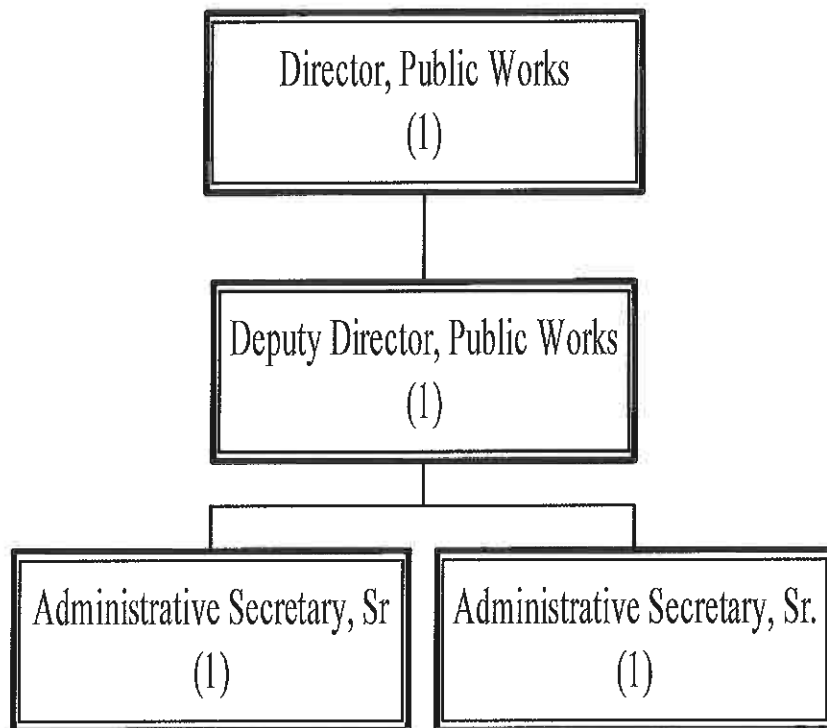 Director, Public Works
(1)
Deputy Director, Public Works
(1)
Administrative Secretary, Sr
(1)
Administrative Secretary, Sr.
(1)